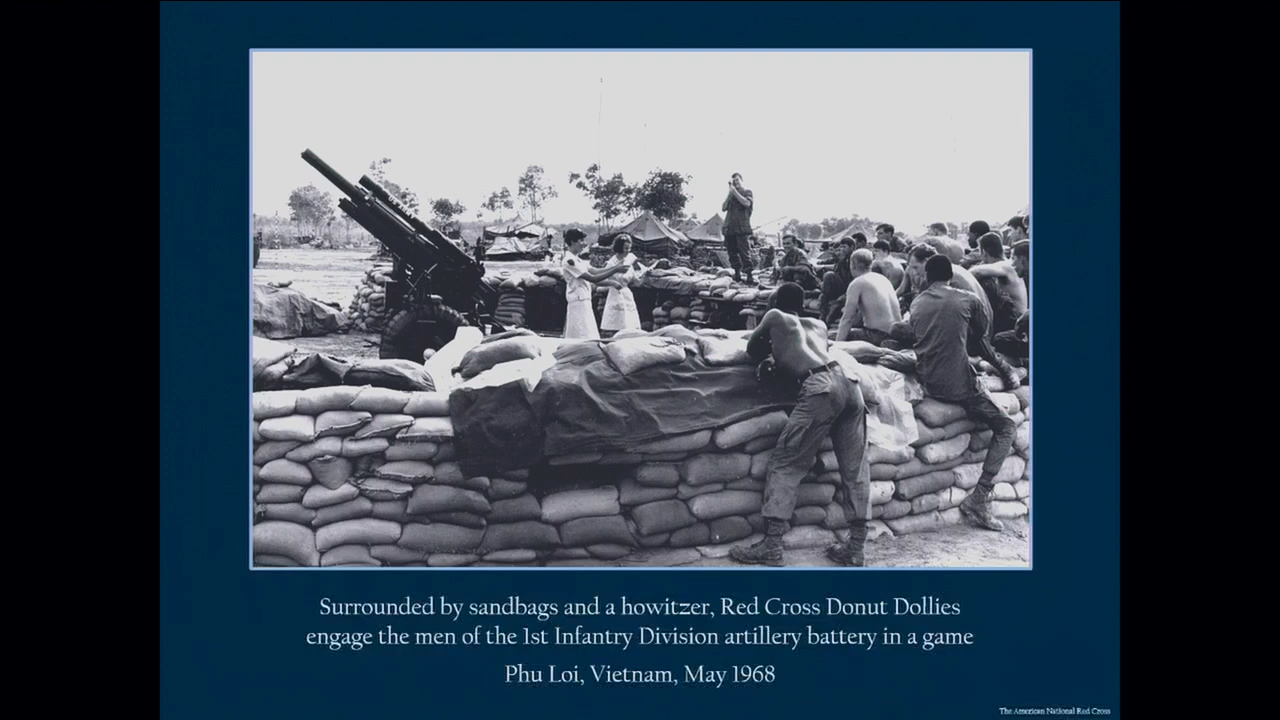 Surrounded by sandbags and a howitzer, Red Cross Donut Dollies
engage the men of the 1st Infantry Division artillery battery in a game
Phu Loi, Vietnam, May 1968
The American National Red Cross